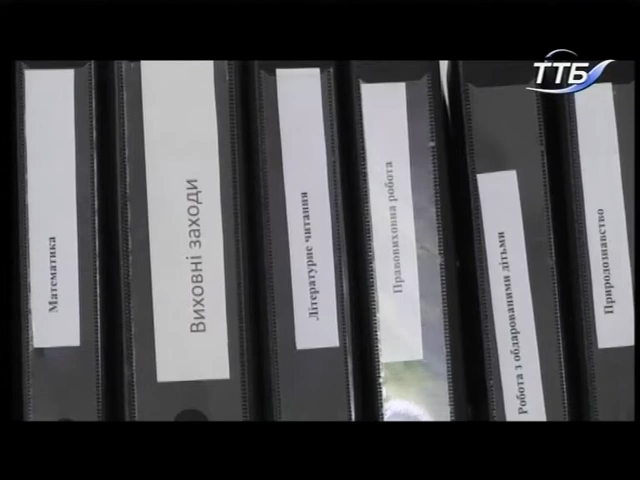 ТТБ
Математика
Виховні заходи
Літературне читання
Правовиховна робота
Робота з обдарованими дітьми
Природознавство